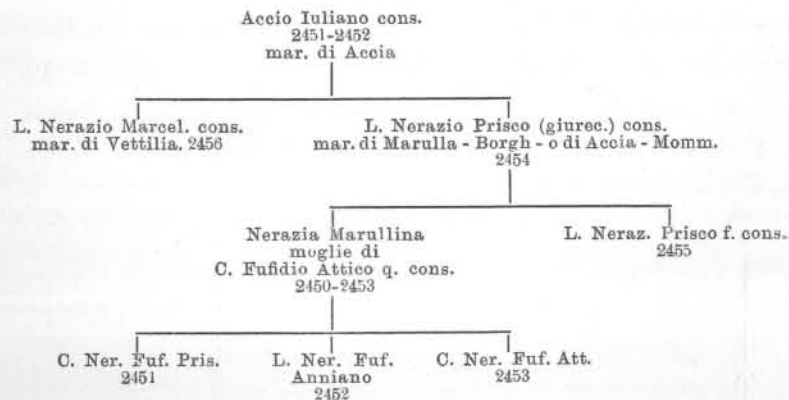 Accio Iuliano cons.
2451-2452
mar. di Accia
L. Nerazio Marcel. cons.
mar. di Vettilia. 2456
L. Nerazio Prisco (giurec.) cons.
mar. di Marulla - Borgh - o di Accia - Momm.
2454
Nerazia Marullina
moglie di
C. Fufidio Attico q. cons.
2450-2453
L. Neraz. Prisco f. cons.
2455
C. Ner. Fuf. Pris.
2451
L. Ner. Fuf.
Anniano
2452
C. Ner. Fuf. Att.
2453